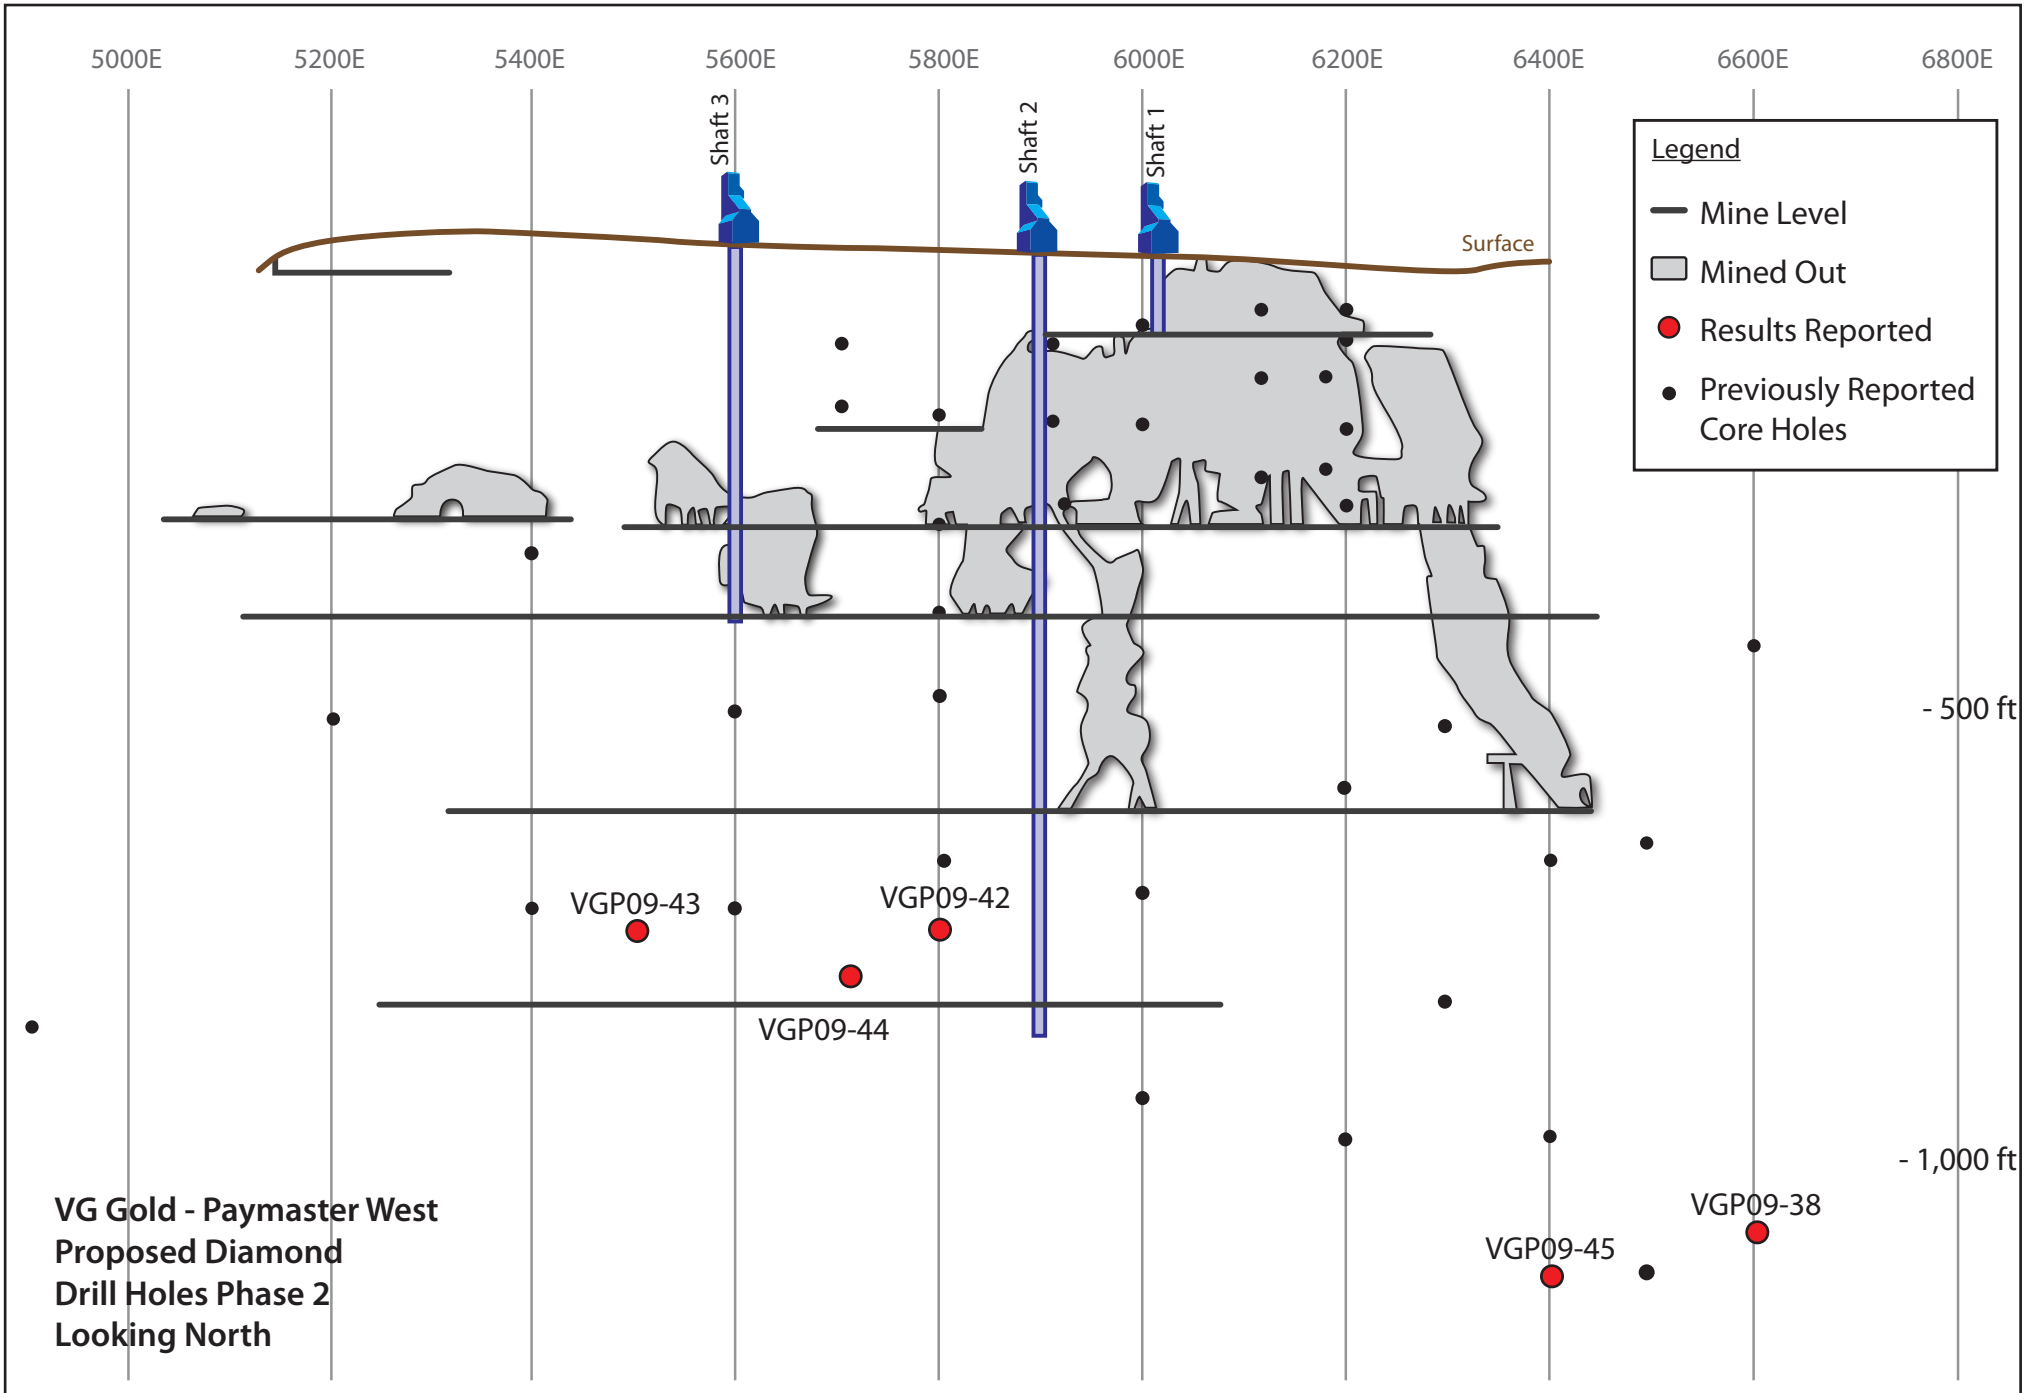 5000E 5200E 5400E 5600E 5800E 6000E 6200E 6400E 6600E 6800E
Shaft 3
Shaft 2
Shaft 1
Surface
Legend
Mine Level
Mined Out
Results Reported
Previously Reported
Core Holes
- 500 ft
VGP09-43
VGP09-42
VGP09-44
- 1,000 ft
VGP09-38
VGP09-45
VG Gold - Paymaster West
Proposed Diamond
Drill Holes Phase 2
Looking North